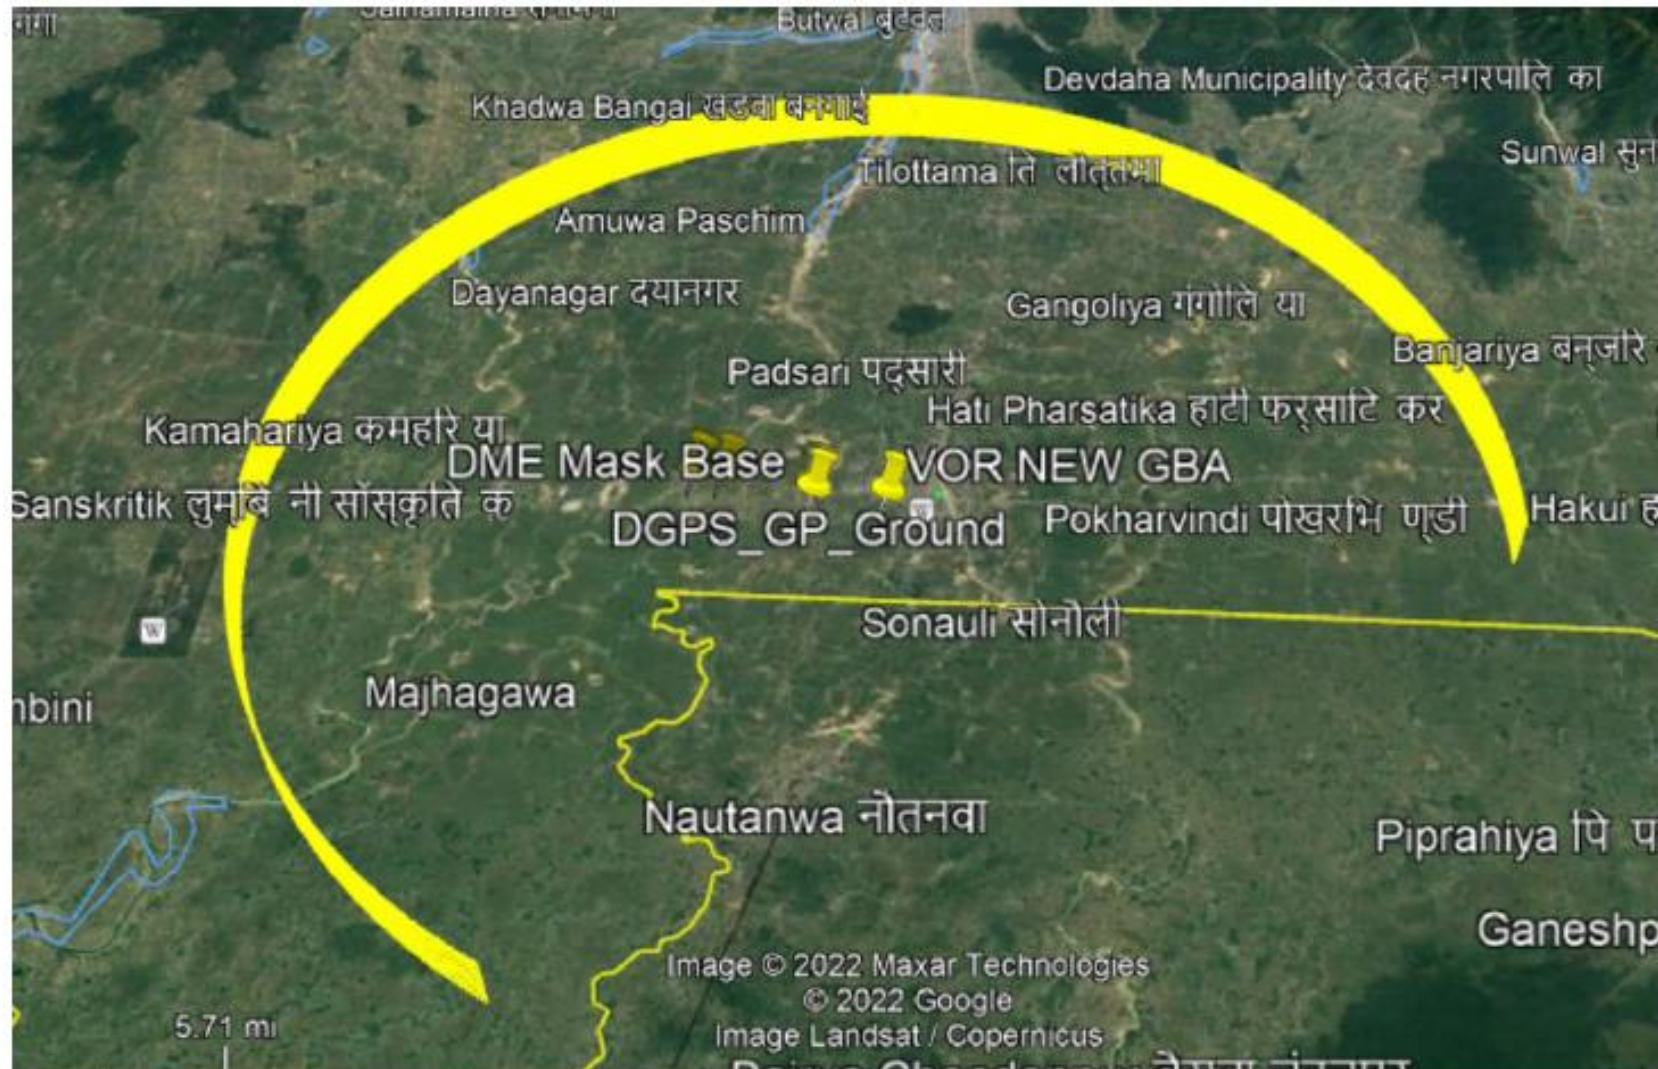 Butwal बुटवल
Devdaha Municipality देवदह नगरपालि का
Khadwa Bangai खडवा बनगाई
Sunwal सुन
Tilottama ति लोत्तमा
Amuwa Paschim
Dayanagar दयानगर
Gangoliya गंगोलि या
Banjariya बन्जरि
Padsari पद्सारी
Hati Pharsatika हाटी फर्साटि कर
Kamahariya कमहरि या
DME Mask Base
VOR NEW GBA
Sanskritik लुम्बि नी साँस्कृति क
DGPS_GP_Ground
Pokharvindi पोखरभि ण्डी
Hakui ह
Sonauli सोनौली
W
Majhagawa
nbini
Nautanwa नौतनवा
Piprahiya पि प
Ganeshp
Image © 2022 Maxar Technologies
© 2022 Google
Image Landsat / Copernicus
5.71 mi